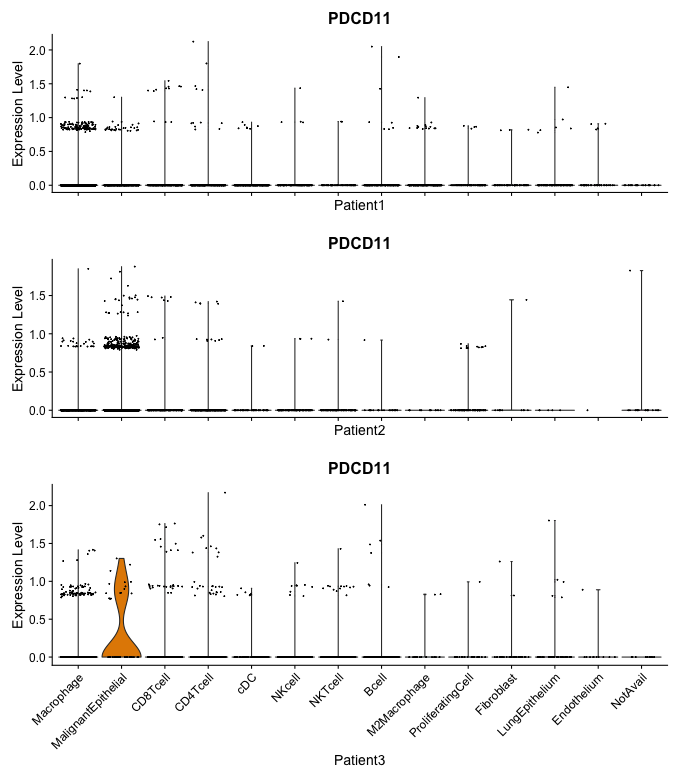 PDCD11
Expression Level
2.0
1.5
1.0
0.5
0.0
Patient1
PDCD11
Expression Level
1.5
1.0
0.5
0.0
Patient2
PDCD11
Expression Level
2.0
1.5
1.0
0.5
0.0
Macrophage
MalignantEpithelial
CD8Tcell
CD4Tcell
cDC
NKcell
NKTcell
Bcell
M2Macrophage
ProliferatingCell
Fibroblast
LungEpithelium
Endothelium
NotAvail
Patient3